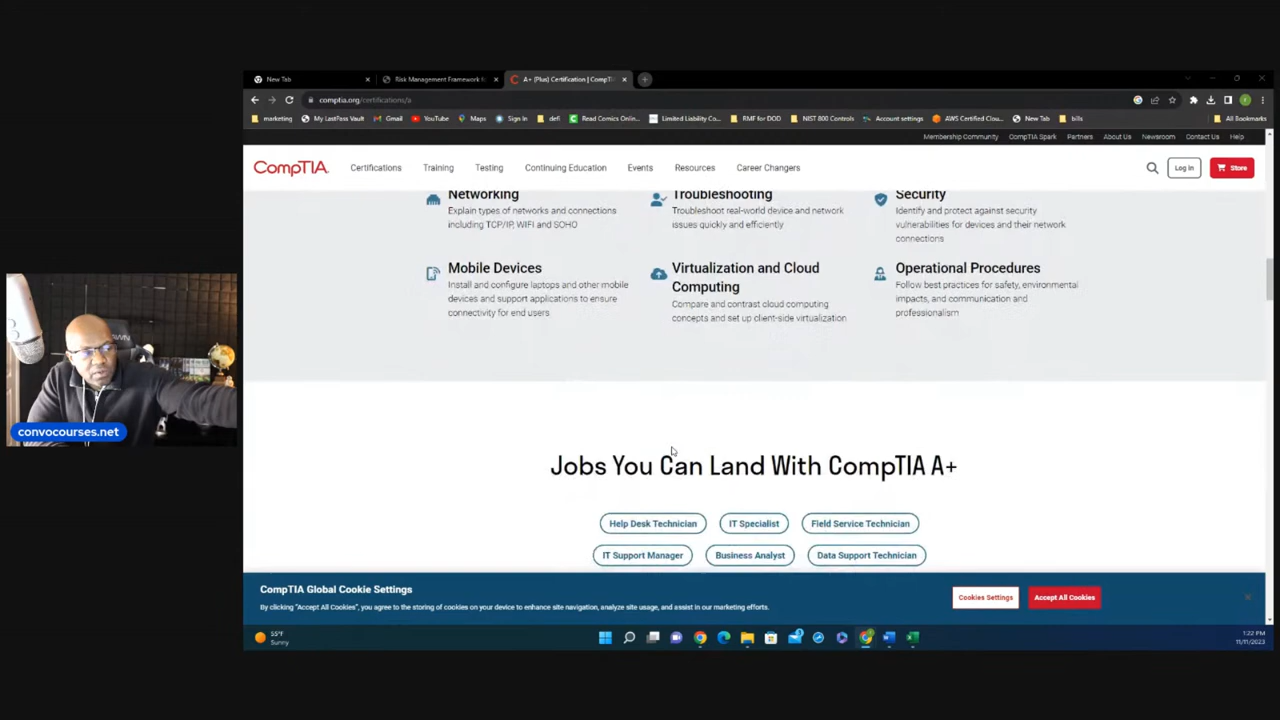 New Tab
Risk Management Framework fo
A+ (Plus) Certification | CompTI
comptia.org/certifications/a
marketing
My LastPass Vault
Gmail
YouTube
Maps
Sign In
defi
Read Comics Onlin...
Limited Liability Co...
RMF for DOD
NIST 800 Controls
Account settings
AWS Certified Clou...
New Tab
bills
All Bookmarks
Membership Community
CompTIA Spark
Partners
About Us
Newsroom
Contact Us
Help
CompTIA.
Certifications
Training
Testing
Continuing Education
Events
Resources
Career Changers
Log In
Store
Networking
Explain types of networks and connections
including TCP/IP, WIFI and SOHO
Troubleshooting
Troubleshoot real-world device and network
issues quickly and efficiently
Security
Identify and protect against security
vulnerabilities for devices and their network
connections
Mobile Devices
Install and configure laptops and other mobile
devices and support applications to ensure
connectivity for end users
Virtualization and Cloud
Computing
Compare and contrast cloud computing
concepts and set up client-side virtualization
Operational Procedures
Follow best practices for safety, environmental
impacts, and communication and
professionalism
convocourses.net
Jobs You Can Land With CompTIA A+
Help Desk Technician
IT Specialist
Field Service Technician
IT Support Manager
Business Analyst
Data Support Technician
CompTIA Global Cookie Settings
By clicking "Accept All Cookies", you agree to the storing of cookies on your device to enhance site navigation, analyze site usage, and assist in our marketing efforts.
Cookies Settings
Accept All Cookies
55°F
Sunny
1:22 PM
11/11/2023